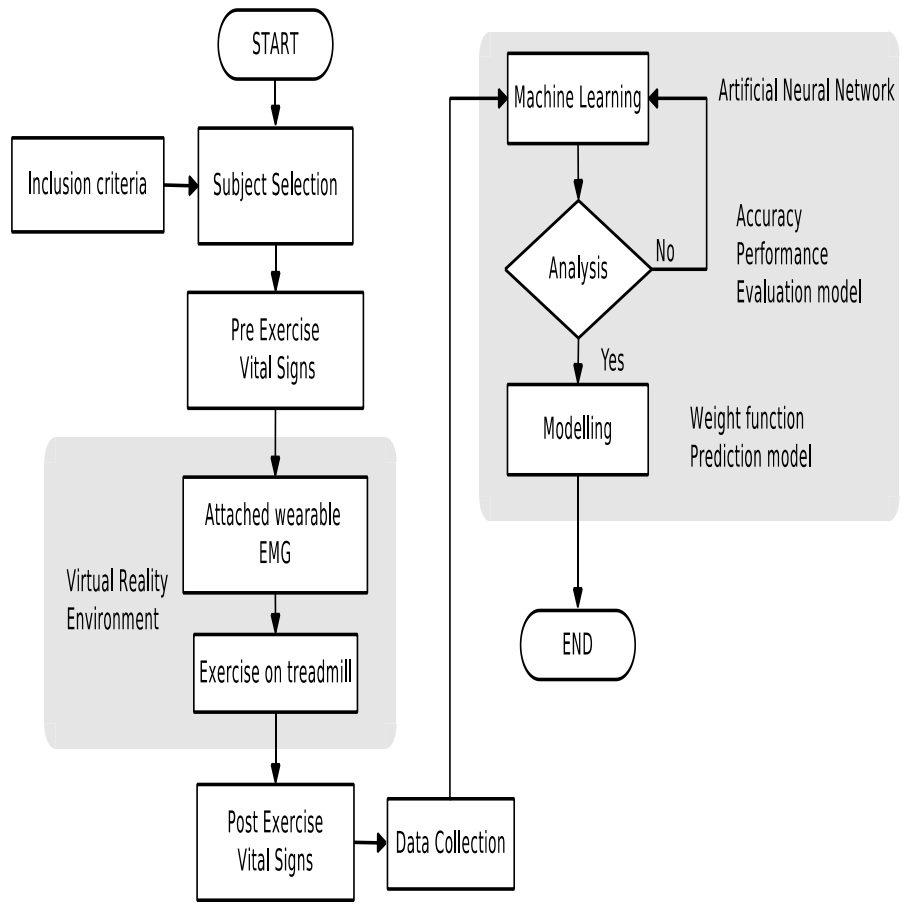 START
Inclusion criteria
Subject Selection
Pre Exercise
Vital Signs
Attached wearable
EMG
Virtual Reality
Environment
Exercise on treadmill
Post Exercise
Vital Signs
Data Collection
Machine Learning
Artificial Neural Network
Analysis
No
Accuracy
Performance
Evaluation model
Yes
Modelling
Weight function
Prediction model
END